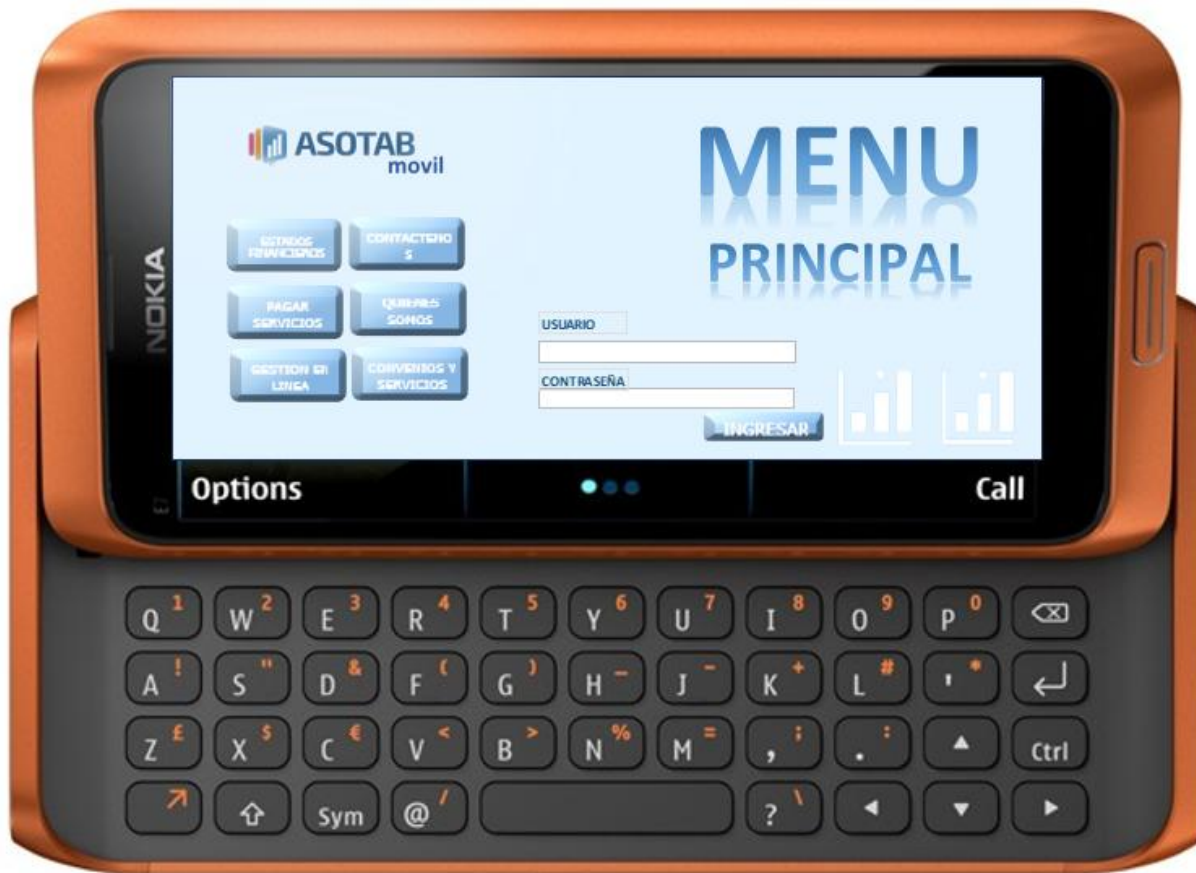 ASOTAB
movil
MENU
PRINCIPAL
ESTADOS
FINANCIEROS
CONTACTENO
S
PAGAR
SERVICIOS
QUIENES
SOMOS
GESTION EN
LINEA
CONVENIOS Y
SERVICIOS
USUARIO
CONTRASEÑA
INGRESAR
NOKIA
E7
Options
Call
Q 1 W 2 E 3 R 4 T 5 Y 6 U 7 I 8 O 9 P 0
A ! S " D & F ( G ) H _ J - K + L # ' *
Z £ X $ C € V < B > N % M = , ; . : Ctrl
Sym @ / ? \